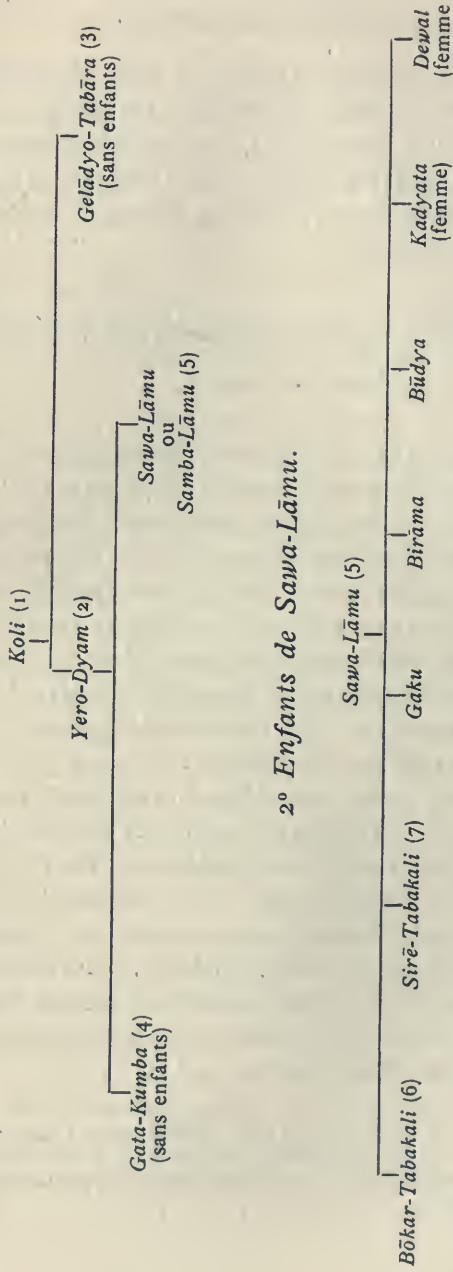 Koli (1)
Yero-Dyam (2)
Gelādyo-Tabāra (3)
(sans enfants)
Gata-Kumba (4)
(sans enfants)
Sawa-Lāmu
ou
Samba-Lāmu (5)
2º Enfants de Sawa-Lāmu.
Sawa-Lāmu (5)
Bōkar-Tabakali (6)
Sirē-Tabakali (7)
Gaku
Birāma
Būdya
Kadyata
(femme)
Dewal
(femme